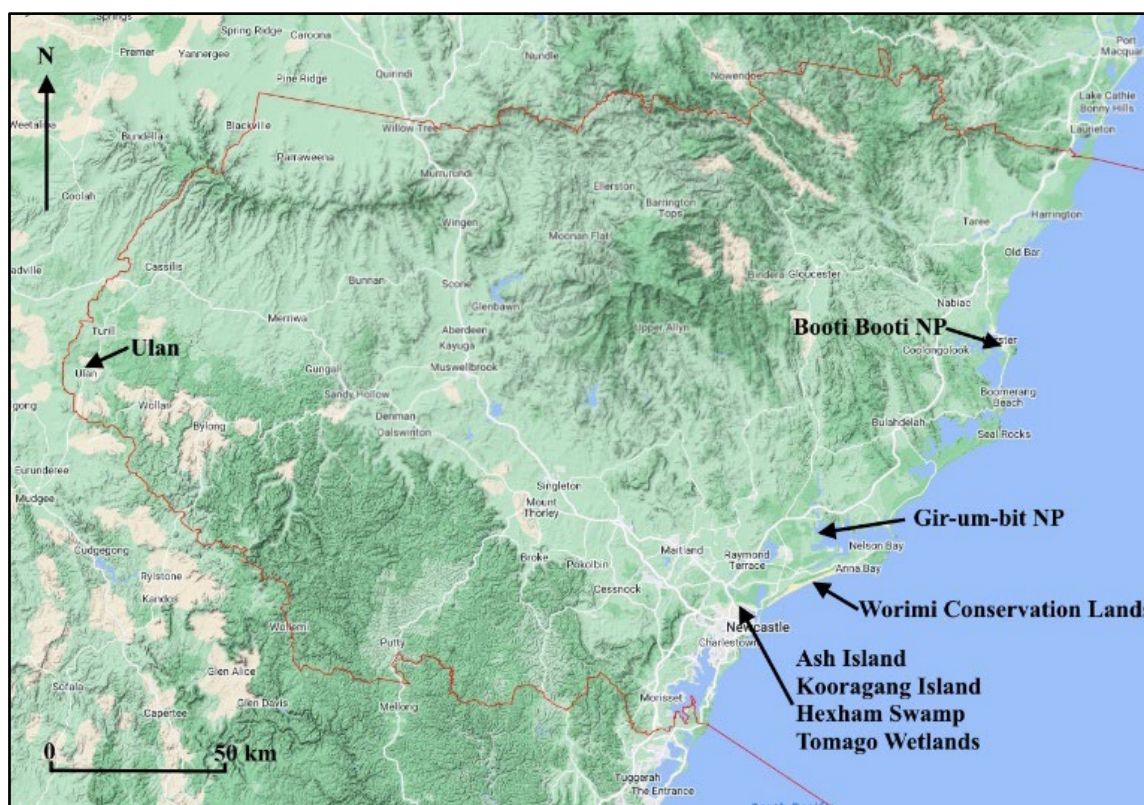 Springs
Spring Ridge
Caroona
Premer
Yannergee
Nundle
Port
Macquar
N
Quirindi
Nowendoc
Pine Ridge
Lake Cathie
Bonny Hills
Weetaliba
Blackville
Willow Tree
Laurieton
Bundella
Parraweena
Murrurundi
Coolah
Ellerston
Barrington
Tops
Taree
Harrington
Wingen
Moonan Flat
Old Bar
adville
Cassilis
Bunnan
Scone
Bindera
Gloucester
Glenbawn
Nabiac
Merriwa
Turill
Aberdeen
Kayuga
Upper Allyn
Booti Booti NP
rster
Ulan
Coolongolook
Ulan
Gungal
Muswellbrook
Sandy Hollow
Boomerang
Beach
gong
Wollar
Bylong
Denman
Dalswinton
Bulahdelah
Seal Rocks
Eurunderee
Mudgee
Singleton
Mount
Thorley
Gir-um-bit NP
Cudgegong
Maitland
Raymond
Terrace
Nelson Bay
Broke
Pokolbin
Anna Bay
Rylstone
Kandos
Cessnock
Worimi Conservation Lands
Wollemi
Newcastle
Putty
Charlestown
Glen Alice
Ash Island
Kooragang Island
Hexham Swamp
Tomago Wetlands
Sofala
Glen Davis
Mellong
Morisset
Capertee
0
50 km
Tuggerah
The Entrance